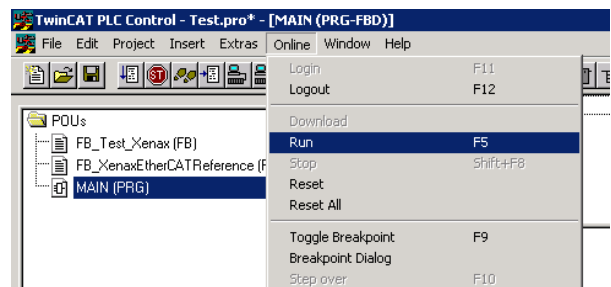 TwinCAT PLC Control - Test.pro* - [MAIN (PRG-FBD)]
File Edit Project Insert Extras Online Window Help
Login F11
Logout F12
Download
Run F5
Stop Shift+F8
Reset
Reset All
Toggle Breakpoint F9
Breakpoint Dialog
Step over F10
POUs
FB_Test_Xenax (FB)
FB_XenaxEtherCATReference (F
MAIN (PRG)